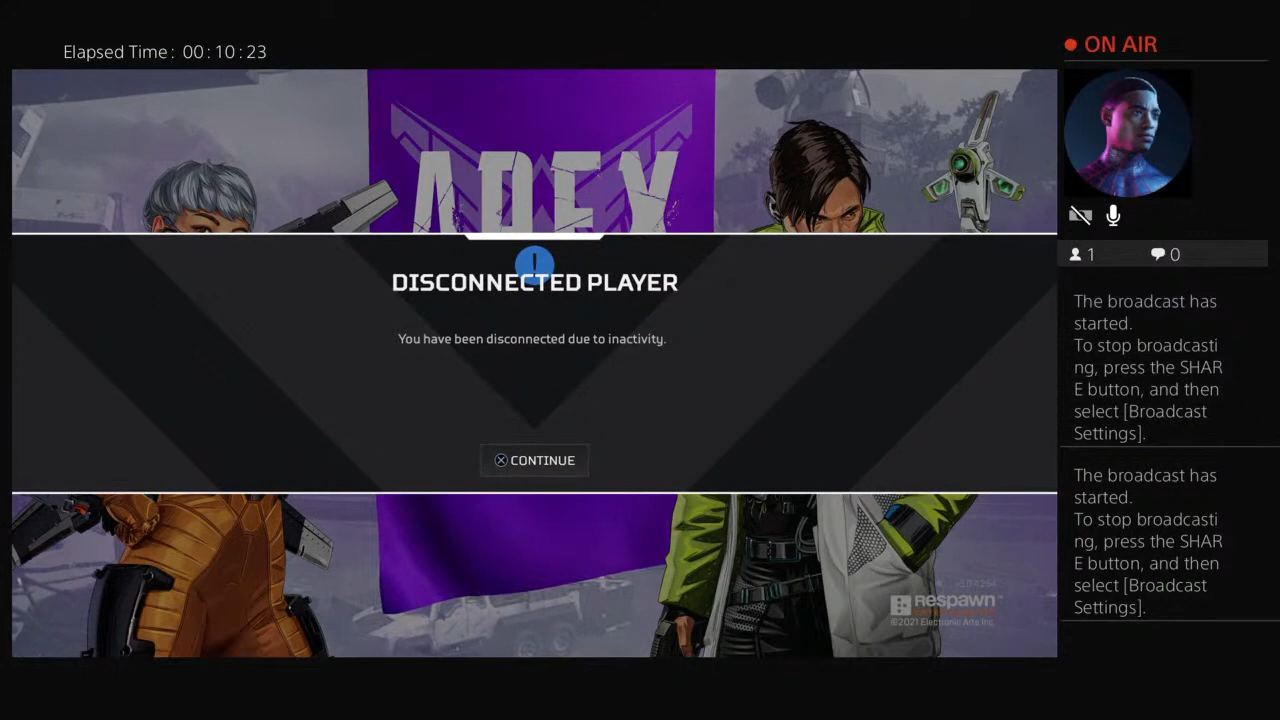 Elapsed Time: 00:10:23
ON AIR
APEX
DISCONNECTED PLAYER
You have been disconnected due to inactivity.
CONTINUE
1 0
The broadcast has
started.
To stop broadcasti
ng, press the SHAR
E button, and then
select [Broadcast
Settings].
The broadcast has
started.
To stop broadcasti
ng, press the SHAR
E button, and then
select [Broadcast
Settings].
respawn
©2021 Electronic Arts Inc.